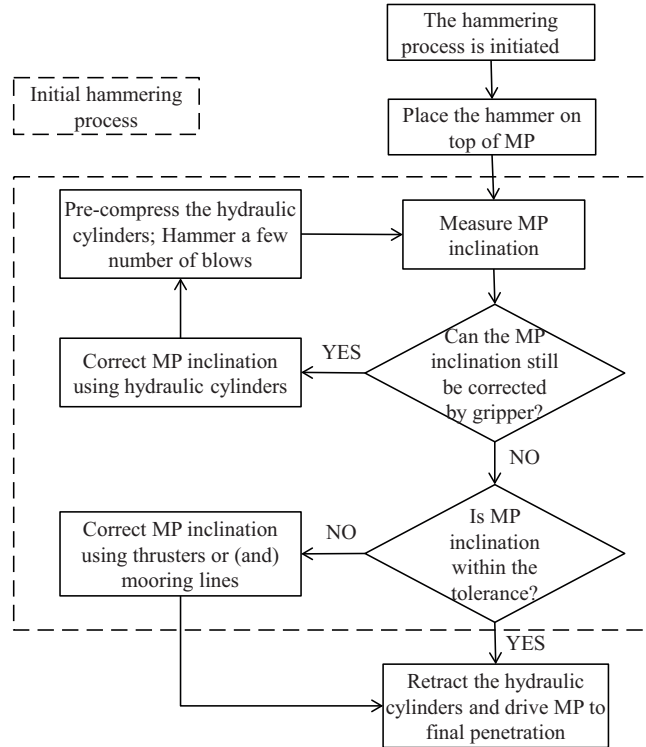 The hammering
process is initiated
Initial hammering
process
Place the hammer on
top of MP
Pre-compress the hydraulic
cylinders; Hammer a few
number of blows
Measure MP
inclination
Can the MP
inclination still
be corrected
by gripper?
YES
Correct MP inclination
using hydraulic cylinders
NO
Is MP
inclination
within the
tolerance?
NO
Correct MP inclination
using thrusters or (and)
mooring lines
YES
Retract the hydraulic
cylinders and drive MP to
final penetration